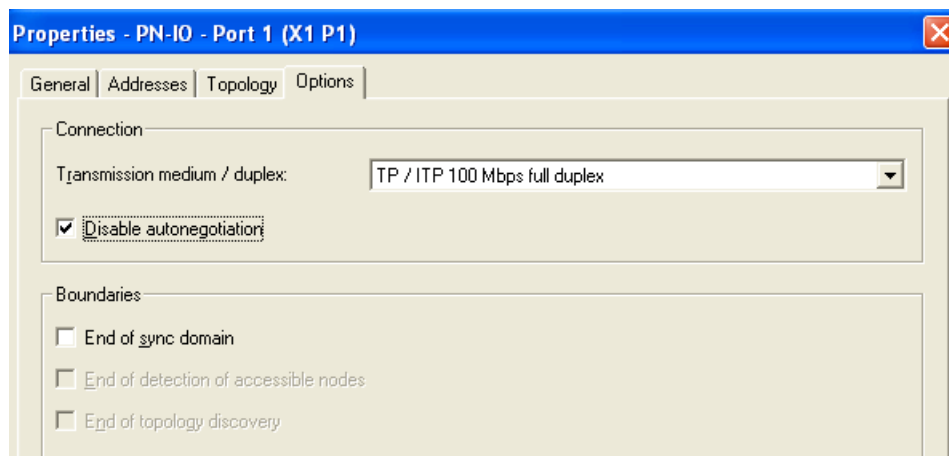 Properties - PN-IO - Port 1 (X1 P1)
General Addresses Topology Options
Connection
Transmission medium / duplex: TP / ITP 100 Mbps full duplex
Disable autonegotiation
Boundaries
End of sync domain
End of detection of accessible nodes
End of topology discovery